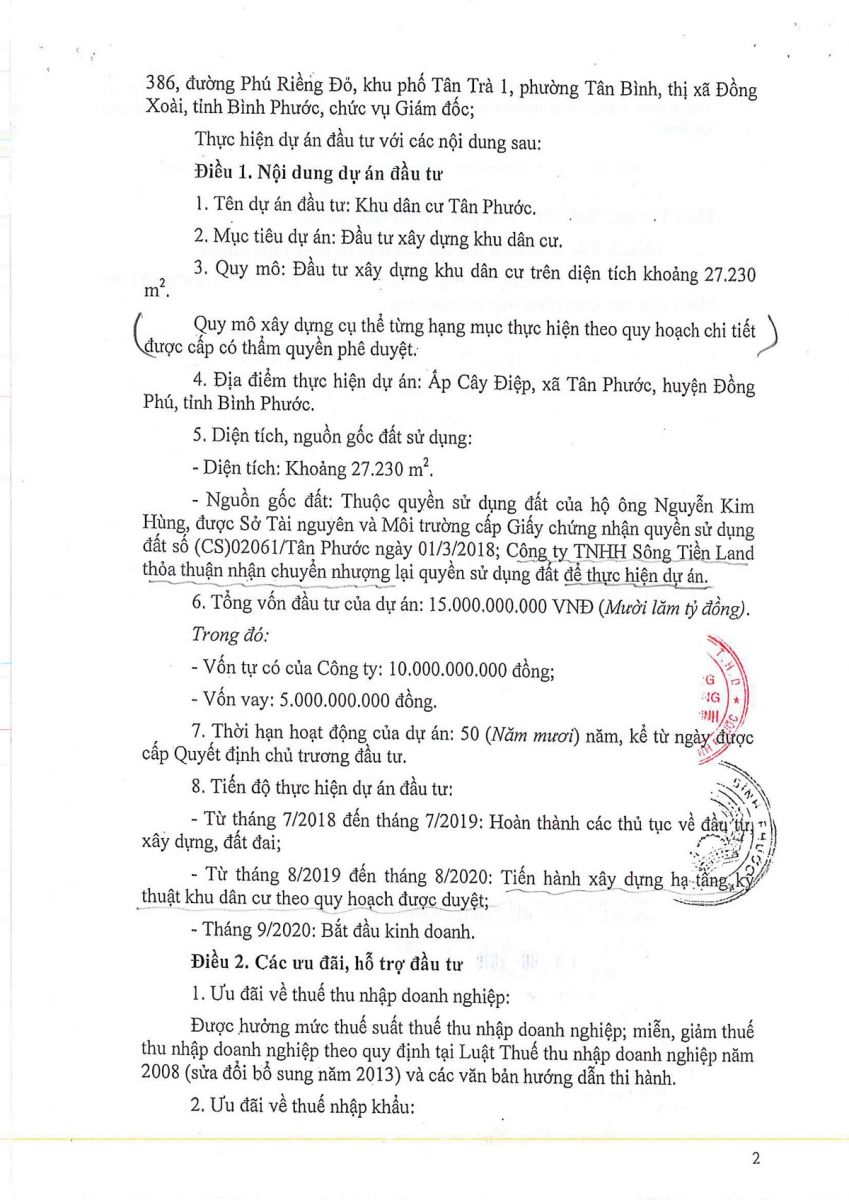 386, đường Phú Riềng Đỏ, khu phố Tân Trà 1, phường Tân Bình, thị xã Đồng
Xoài, tỉnh Bình Phước, chức vụ Giám đốc;
Thực hiện dự án đầu tư với các nội dung sau:
Điều 1. Nội dung dự án đầu tư
1. Tên dự án đầu tư: Khu dân cư Tân Phước.
2. Mục tiêu dự án: Đầu tư xây dựng khu dân cư.
3. Quy mô: Đầu tư xây dựng khu dân cư trên diện tích khoảng 27.230
m².
Quy mô xây dựng cụ thể từng hạng mục thực hiện theo quy hoạch chi tiết
được cấp có thẩm quyền phê duyệt.
4. Địa điểm thực hiện dự án: Ấp Cây Điệp, xã Tân Phước, huyện Đồng
Phú, tỉnh Bình Phước.
5. Diện tích, nguồn gốc đất sử dụng:
- Diện tích: Khoảng 27.230 m².
- Nguồn gốc đất: Thuộc quyền sử dụng đất của hộ ông Nguyễn Kim
Hùng, được Sở Tài nguyên và Môi trường cấp Giấy chứng nhận quyền sử dụng
đất số (CS)02061/Tân Phước ngày 01/3/2018; Công ty TNHH Sông Tiền Land
thỏa thuận nhận chuyển nhượng lại quyền sử dụng đất để thực hiện dự án.
6. Tổng vốn đầu tư của dự án: 15.000.000.000 VNĐ (Mười lăm tỷ đồng).
Trong đó:
- Vốn tự có của Công ty: 10.000.000.000 đồng;
- Vốn vay: 5.000.000.000 đồng.
7. Thời hạn hoạt động của dự án: 50 (Năm mươi) năm, kể từ ngày được
cấp Quyết định chủ trương đầu tư.
8. Tiến độ thực hiện dự án đầu tư:
- Từ tháng 7/2018 đến tháng 7/2019: Hoàn thành các thủ tục về đầu tư,
xây dựng, đất đai;
- Từ tháng 8/2019 đến tháng 8/2020: Tiến hành xây dựng hạ tầng kỹ
thuật khu dân cư theo quy hoạch được duyệt;
- Tháng 9/2020: Bắt đầu kinh doanh.
Điều 2. Các ưu đãi, hỗ trợ đầu tư
1. Ưu đãi về thuế thu nhập doanh nghiệp:
Được hưởng mức thuế suất thuế thu nhập doanh nghiệp; miễn, giảm thuế
thu nhập doanh nghiệp theo quy định tại Luật Thuế thu nhập doanh nghiệp năm
2008 (sửa đổi bổ sung năm 2013) và các văn bản hướng dẫn thi hành.
2. Ưu đãi về thuế nhập khẩu:
2